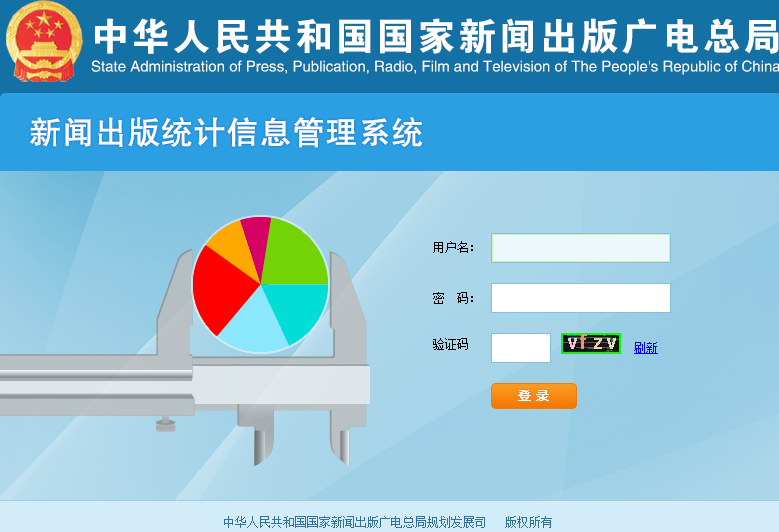 中华人民共和国国家新闻出版广电总局
State Administration of Press, Publication, Radio, Film and Television of The People's Republic of China
新闻出版统计信息管理系统
用户名：
密 码：
验证码 vfzv 刷新
登 录
中华人民共和国国家新闻出版广电总局规划发展司 版权所有